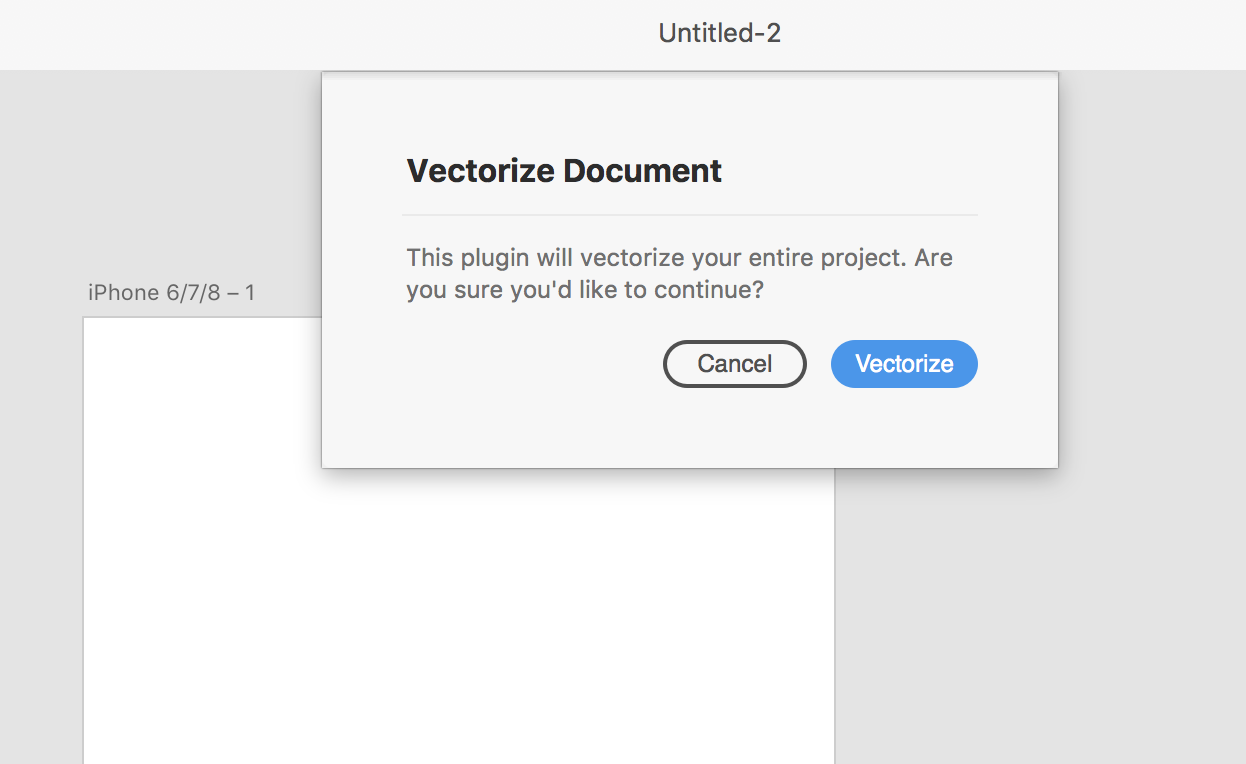 Untitled-2
Vectorize Document
This plugin will vectorize your entire project. Are
you sure you'd like to continue?
iPhone 6/7/8 – 1
Cancel
Vectorize